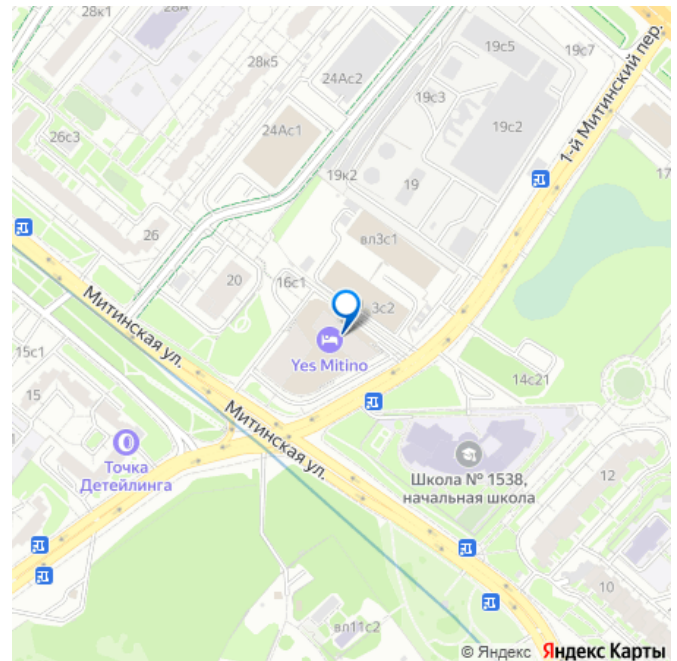 28к1
28А
19с5
19с7
28к5
24Ас2
19с3
1-й Митинский пер.
26с3
24Ас1
19с2
19к2
19
17
26
вл3с1
20
16с1
3с2
Митинская ул.
Yes Mitino
15с1
15
14с21
Митинская ул.
Точка
Детейлинга
Школа № 1538,
начальная школа
12
10
вл11с2
© Яндекс Яндекс Карты